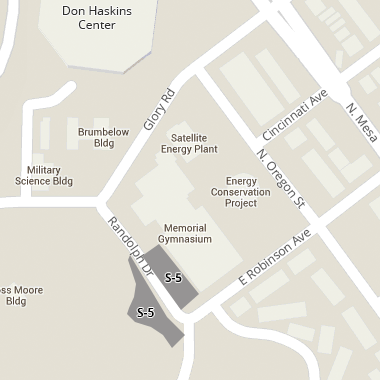 Don Haskins
Center
Glory Rd
Cincinnati Ave
N. Mesa
Brumbelow
Bldg
Satellite
Energy Plant
N. Oregon St
Military
Science Bldg
Energy
Conservation
Project
Randolph Dr
Memorial
Gymnasium
E Robinson Ave
S-5
S-5
oss Moore
Bldg